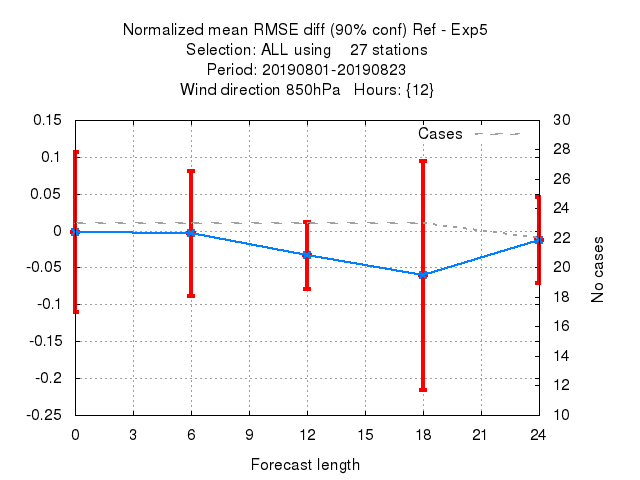 Normalized mean RMSE diff (90% conf) Ref - Exp5
Selection: ALL using    27 stations
Period: 20190801-20190823
Wind direction 850hPa   Hours: {12}
Cases
0.15
0.1
0.05
0
-0.05
-0.1
-0.15
-0.2
-0.25
30
28
26
24
22
20
18
16
14
12
10
No cases
0 3 6 9 12 15 18 21 24
Forecast length